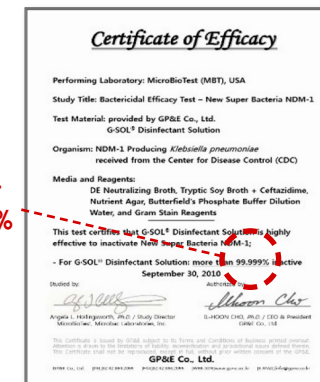 Certificate of Efficacy
Performing Laboratory: MicroBioTest (MBT), USA
Study Title: Bactericidal Efficacy Test – New Super Bacteria NDM-1
Test Material: provided by GP&E Co., Ltd.
G-SOL® Disinfectant Solution
Organism: NDM-1 Producing Klebsiella pneumoniae
received from the Center for Disease Control (CDC)
Media and Reagents:
DE Neutralizing Broth, Tryptic Soy Broth + Ceftazidime,
Nutrient Agar, Butterfield's Phosphate Buffer Dilution
Water, and Gram Stain Reagents
This test certifies that G-SOL® Disinfectant Solution is highly
effective to inactivate New Super Bacteria NDM-1;
%
- For G-SOL® Disinfectant Solution: more than 99.999% inactive
September 30, 2010
Studied by: Authorized by:
Angela L. Hollingsworth, Ph.D. / Study Director
IL-HOON CHO, Ph.D. / CEO & President
MicroBioTest, Microbac Laboratories, Inc. GP&E Co., Ltd
GP&E Co., Ltd.